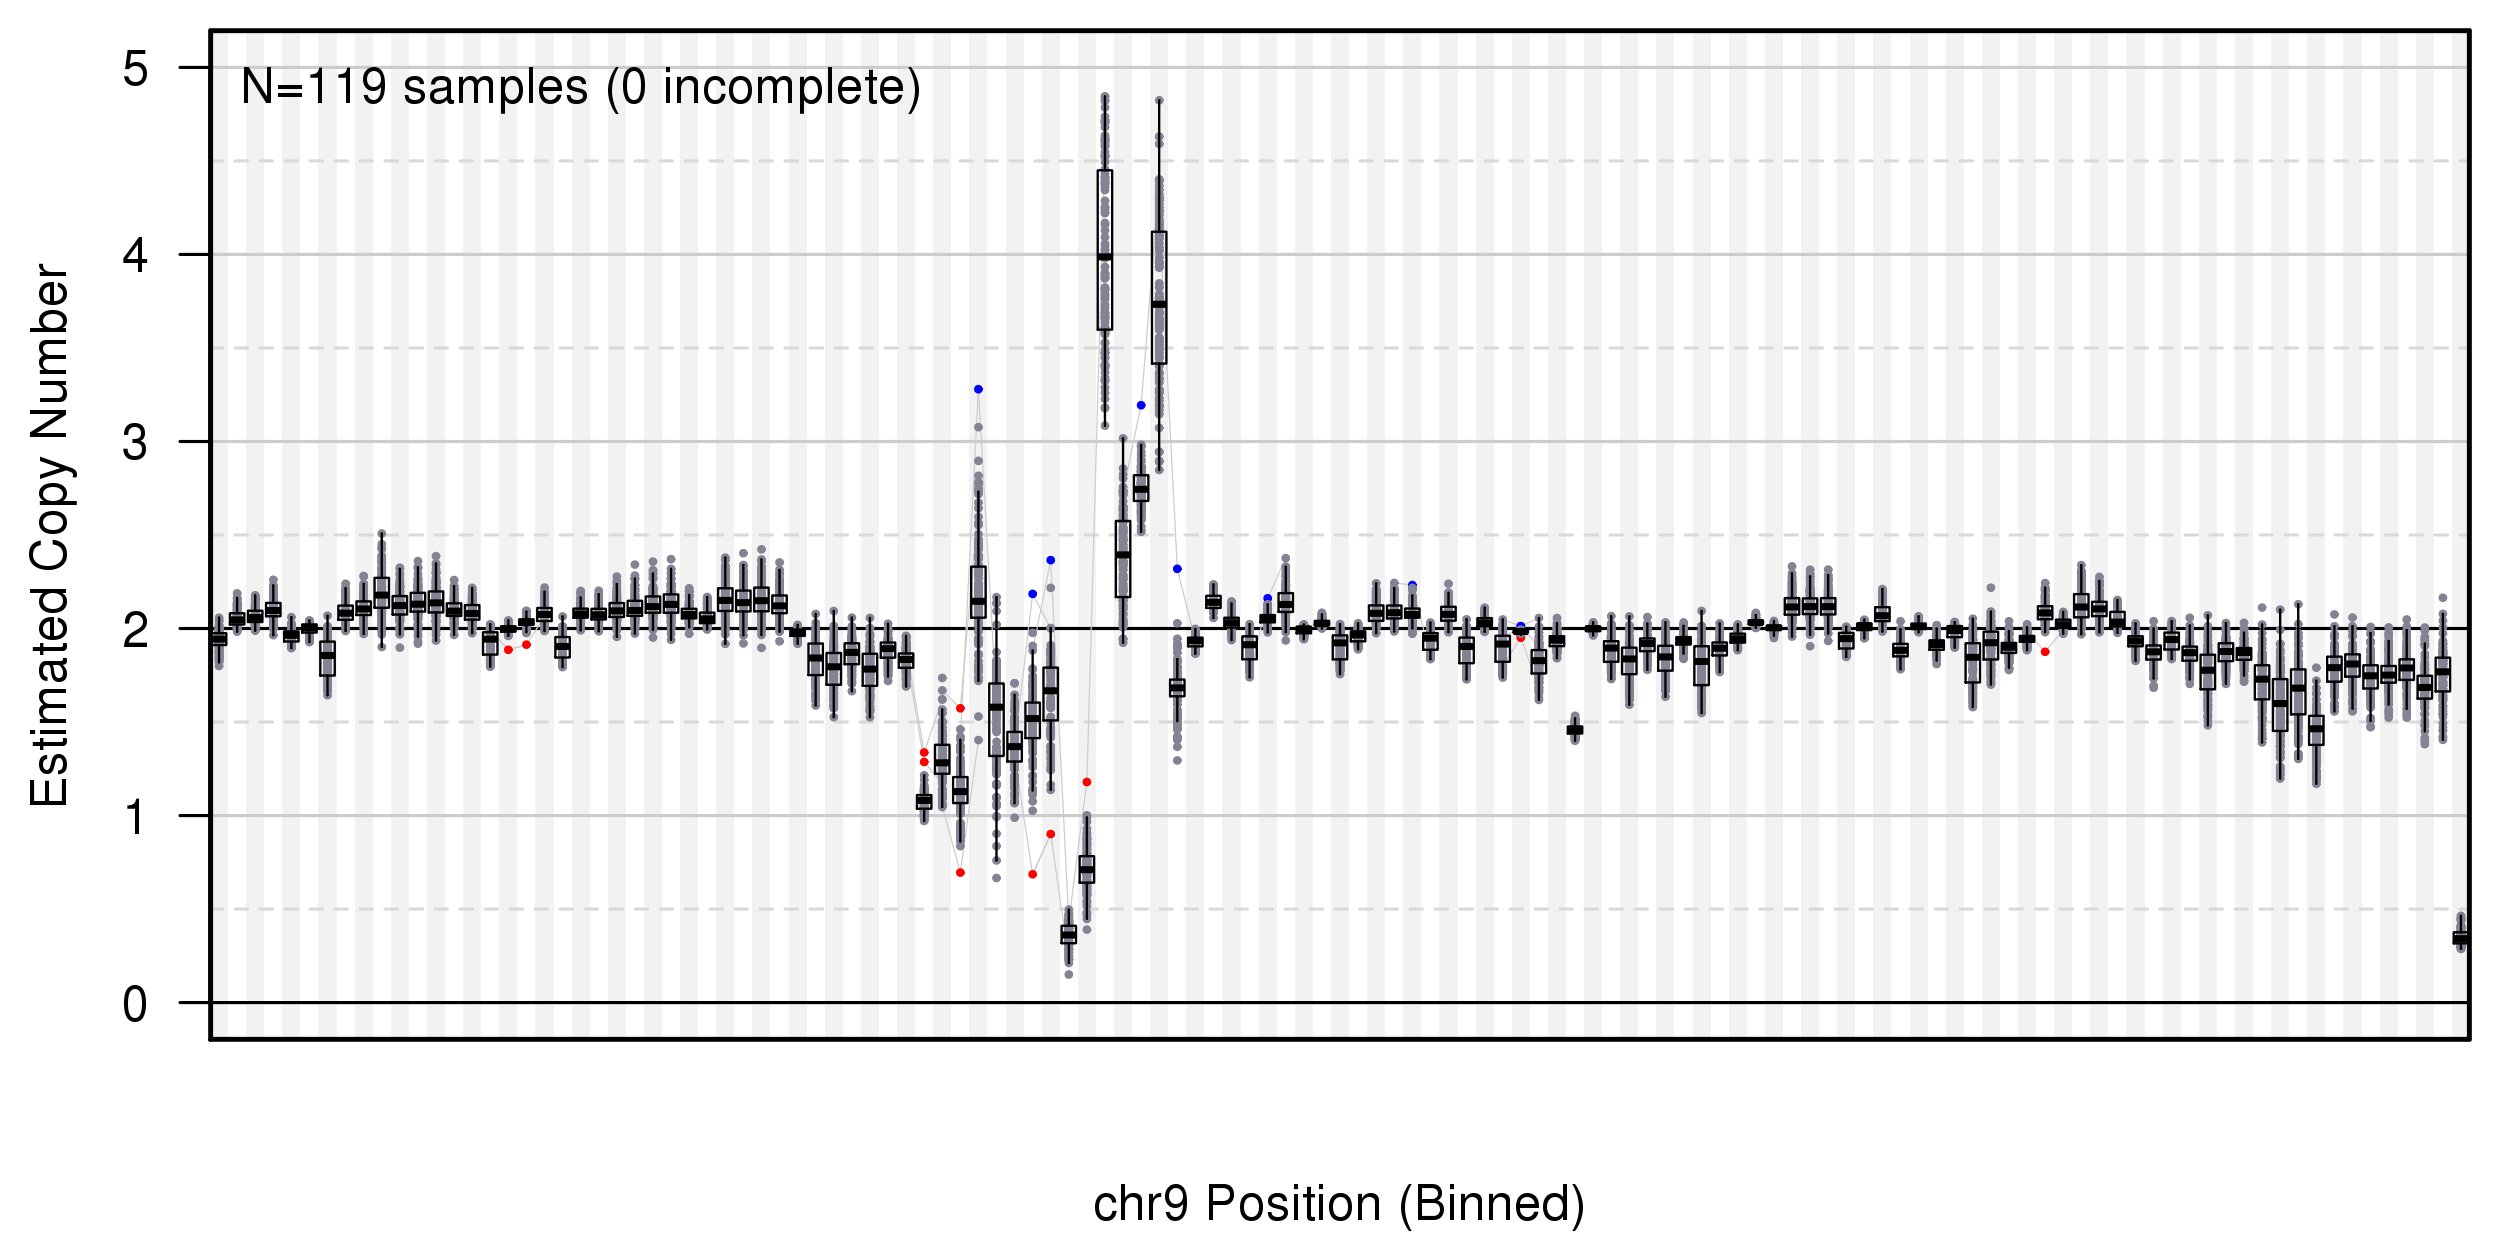 N=119 samples (0 incomplete)
5
4
3
2
1
0
Estimated Copy Number
chr9 Position (Binned)